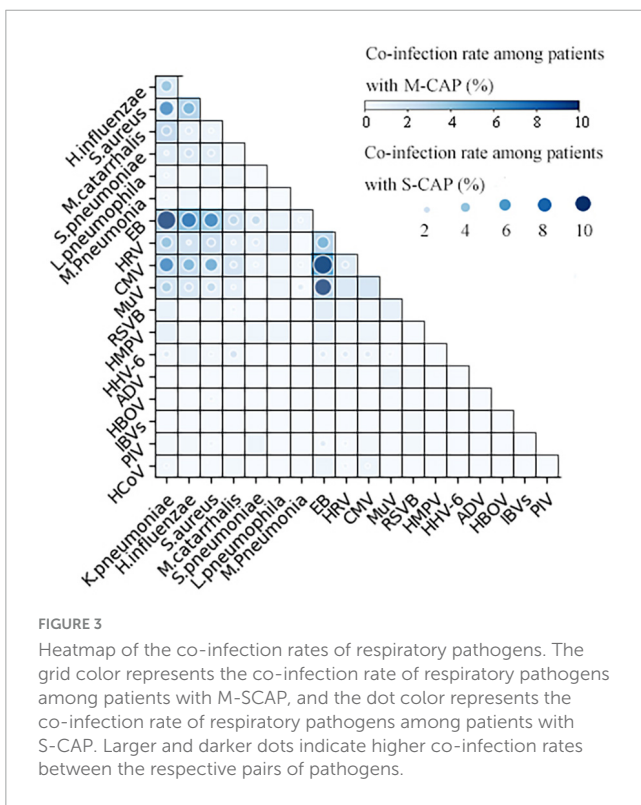 Co-infection rate among patients
with M-CAP (%)
0 2 4 6 8 10
Co-infection rate among patients
with S-CAP (%)
2 4 6 8 10
H.influenzae
S.aureus
M.catarrhalis
S.pneumoniae
L.pneumophila
M.Pneumonia
EB
HRV
CMV
MuV
RSVB
HMPV
HHV-6
ADV
HBOV
IBVs
PIV
HCoV
K.pneumoniae
H.influenzae
S.aureus
M.catarrhalis
S.pneumoniae
L.pneumophila
M.Pneumonia
EB
HRV
CMV
MuV
RSVB
HMPV
HHV-6
ADV
HBOV
IBVs
PIV
FIGURE 3
Heatmap of the co-infection rates of respiratory pathogens. The
grid color represents the co-infection rate of respiratory pathogens
among patients with M-SCAP, and the dot color represents the
co-infection rate of respiratory pathogens among patients with
S-CAP. Larger and darker dots indicate higher co-infection rates
between the respective pairs of pathogens.